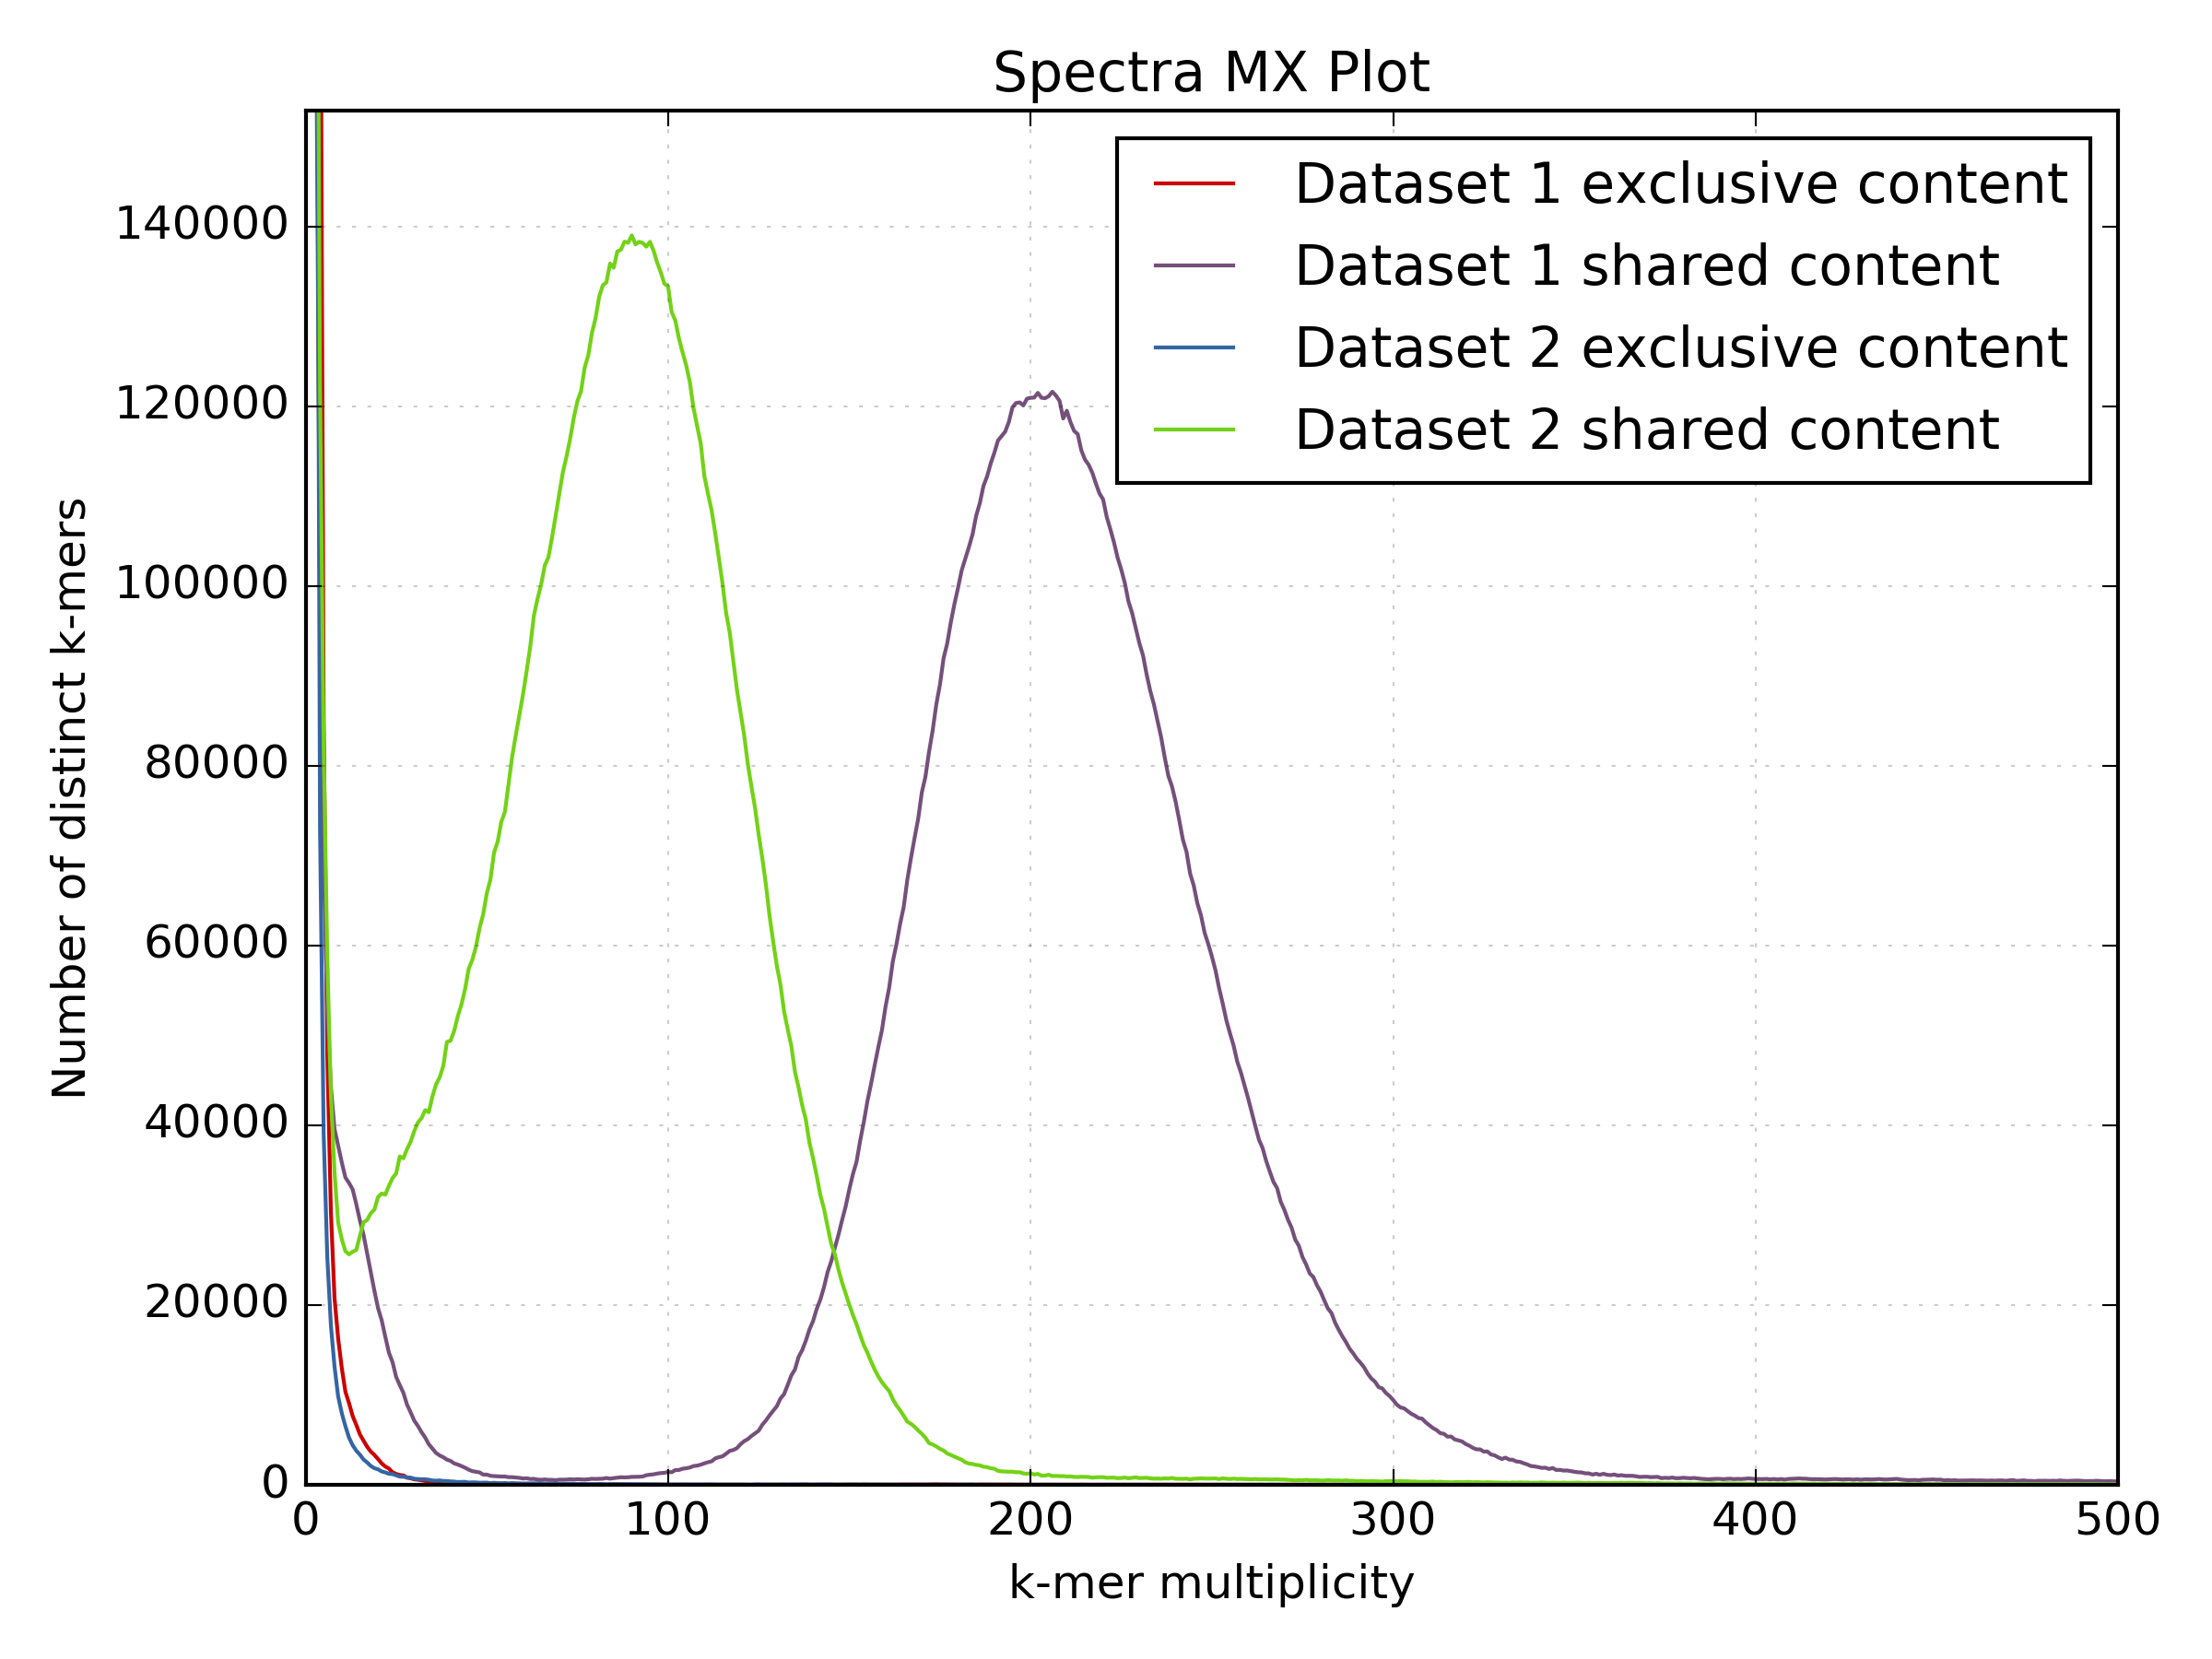 Spectra MX Plot
Dataset 1 exclusive content
Dataset 1 shared content
Dataset 2 exclusive content
Dataset 2 shared content
Number of distinct k-mers
140000
120000
100000
80000
60000
40000
20000
0
0 100 200 300 400 500
k-mer multiplicity